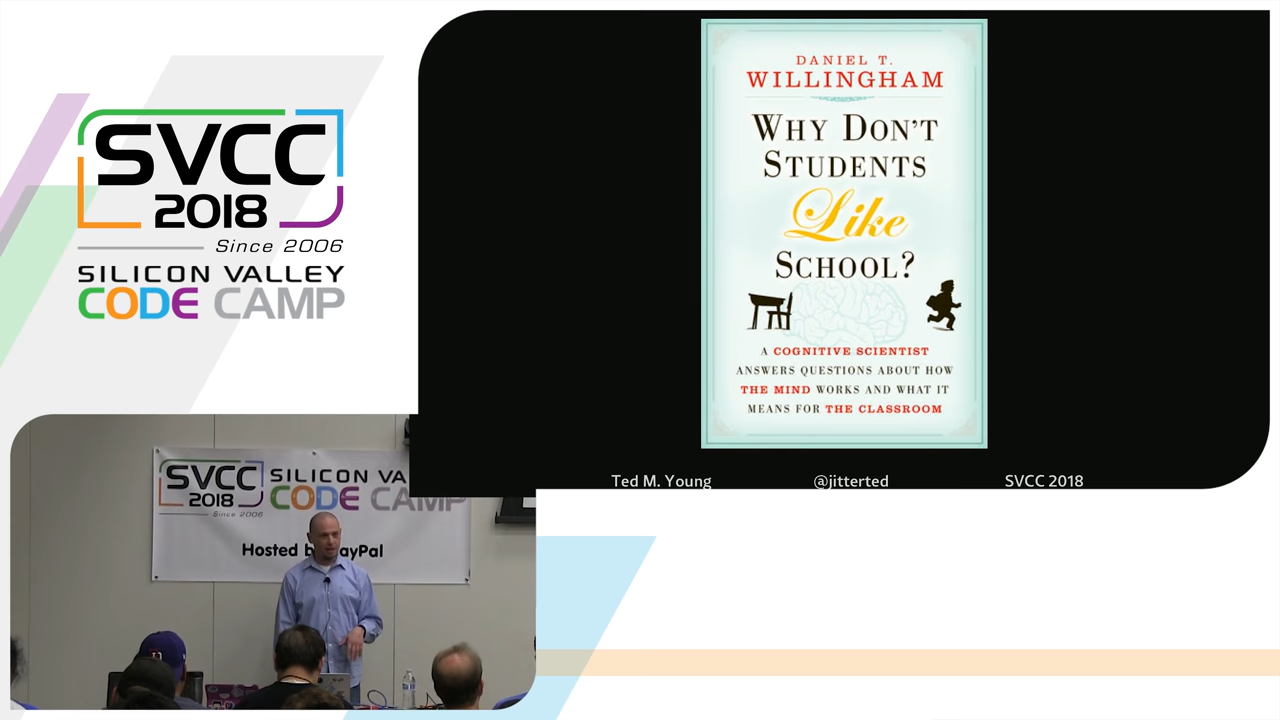 SVCC
2018
Since 2006
SILICON VALLEY
CODE CAMP
DANIEL T.
WILLINGHAM
WHY DON'T
STUDENTS
Like
SCHOOL?
A COGNITIVE SCIENTIST
ANSWERS QUESTIONS ABOUT HOW
THE MIND WORKS AND WHAT IT
MEANS FOR THE CLASSROOM
Ted M. Young @jitterted SVCC 2018
SVCC
2018
Since 2006
SILICON VA
CODE CAMP
Hosted b ayPal